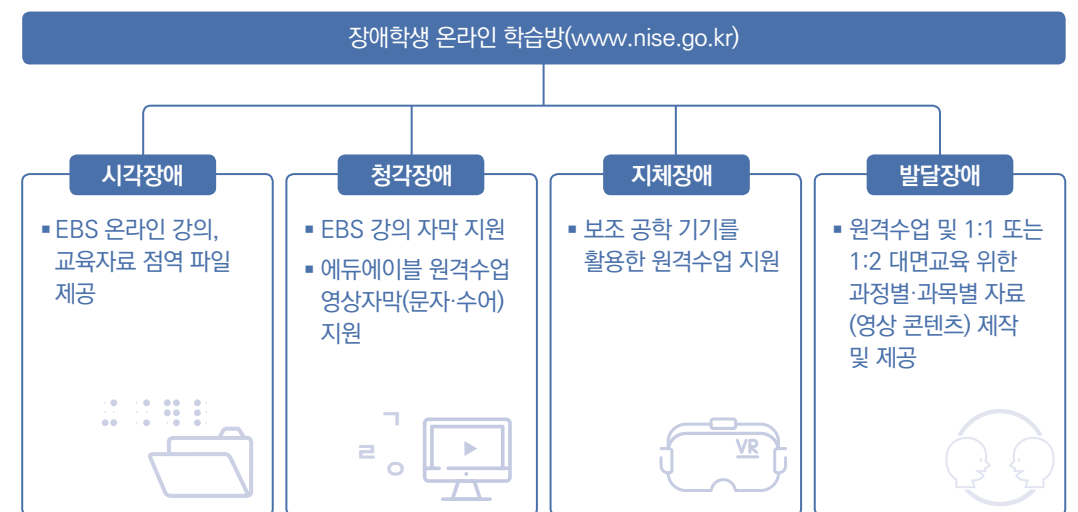 장애학생 온라인 학습방(www.nise.go.kr)
시각장애
▪ EBS 온라인 강의,
교육자료 점역 파일
제공
청각장애
▪ EBS 강의 자막 지원
▪ 에듀에이블 원격수업
영상자막(문자·수어)
지원
ㄱ
ㄹ
ㅇ
지체장애
▪ 보조 공학 기기를
활용한 원격수업 지원
VR
발달장애
▪ 원격수업 및 1:1 또는
1:2 대면교육 위한
과정별·과목별 자료
(영상 콘텐츠) 제작
및 제공